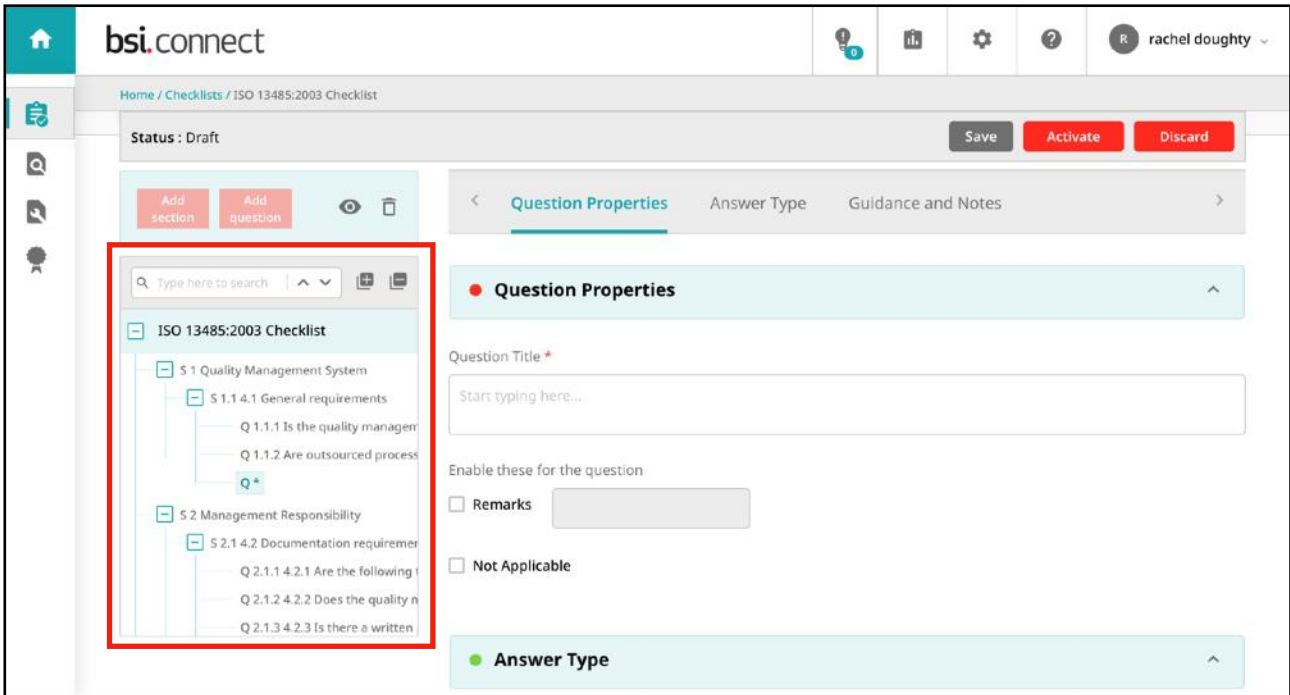 bsi.connect
0
R
rachel doughty
Home / Checklists / ISO 13485:2003 Checklist
Status : Draft
Save
Activate
Discard
Add section
Add question
Question Properties
Answer Type
Guidance and Notes
Type here to search
Question Properties
ISO 13485:2003 Checklist
S 1 Quality Management System
S 1.1 4.1 General requirements
Q 1.1.1 Is the quality managem
Q 1.1.2 Are outsourced process
Q *
S 2 Management Responsibility
S 2.1 4.2 Documentation requiremen
Q 2.1.1 4.2.1 Are the following
Q 2.1.2 4.2.2 Does the quality
Q 2.1.3 4.2.3 Is there a written
Question Title *
Start typing here...
Enable these for the question
Remarks
Not Applicable
Answer Type